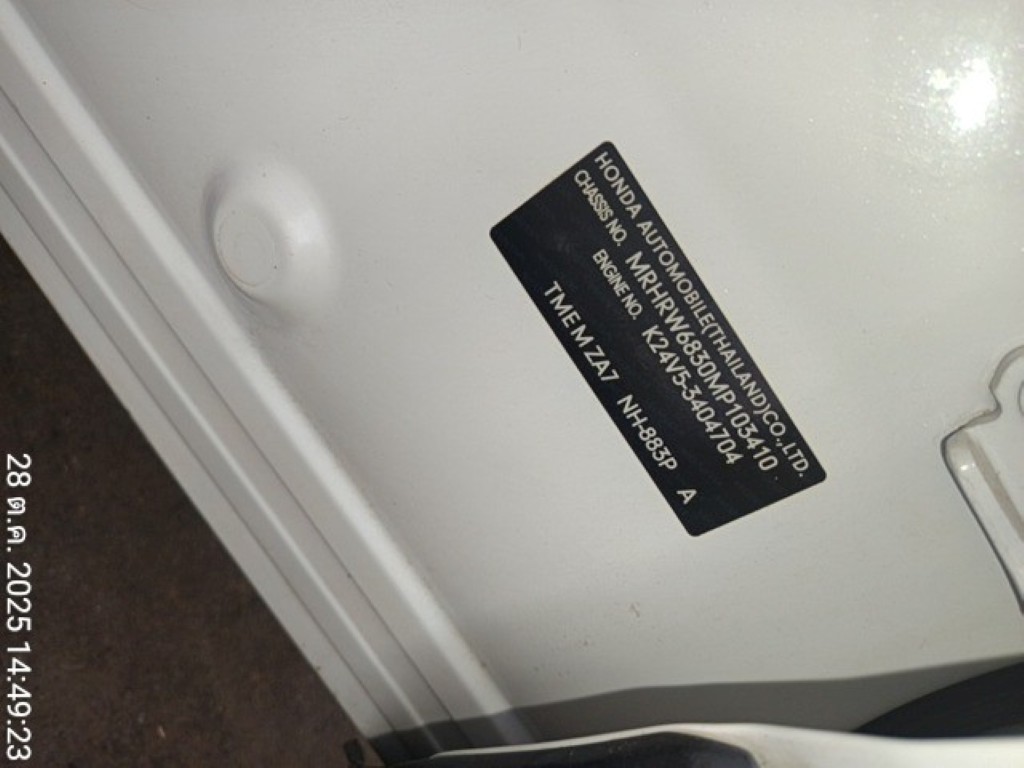 HONDA AUTOMOBILE(THAILAND)CO.,LTD.
CHASSIS NO. MRHRW6830MP103410
ENGINE NO. K24V5-3404704
TMEMZA7 NH-883P A
28 ต.ค. 2025 14:49:23